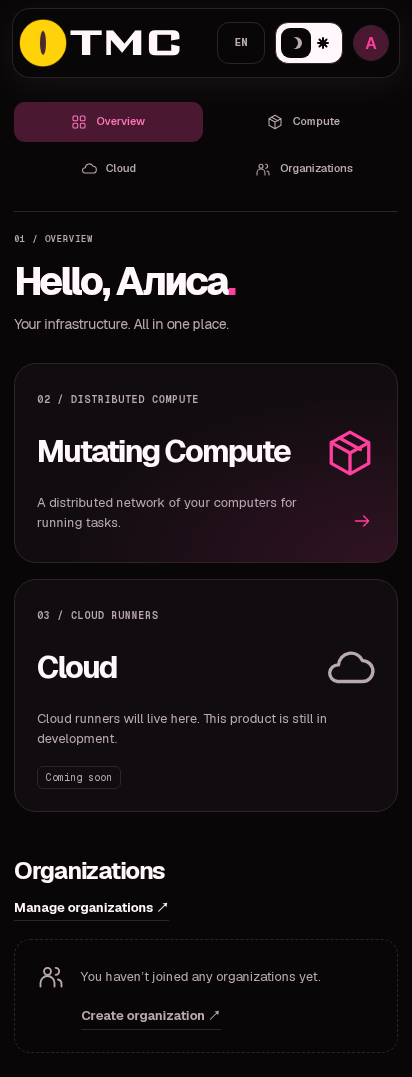 TMC
EN
A
Overview
Compute
Cloud
Organizations
01 / OVERVIEW
Hello, Алиса.
Your infrastructure. All in one place.
02 / DISTRIBUTED COMPUTE
Mutating Compute
A distributed network of your computers for
running tasks.
→
03 / CLOUD RUNNERS
Cloud
Cloud runners will live here. This product is still in
development.
Coming soon
Organizations
Manage organizations ↗
You haven’t joined any organizations yet.
Create organization ↗